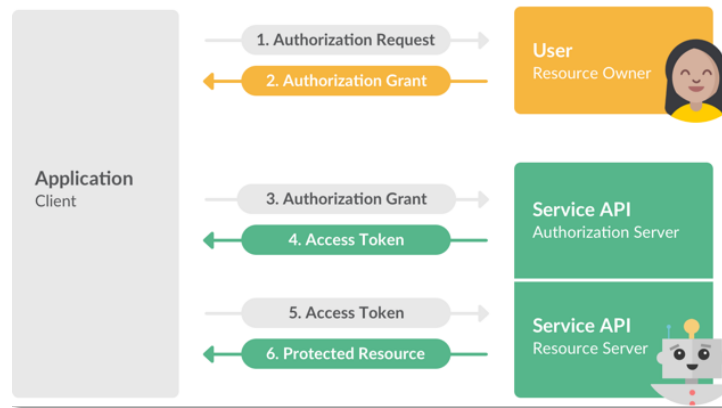 1. Authorization Request
2. Authorization Grant
User
Resource Owner
Application
Client
3. Authorization Grant
4. Access Token
Service API
Authorization Server
5. Access Token
6. Protected Resource
Service API
Resource Server